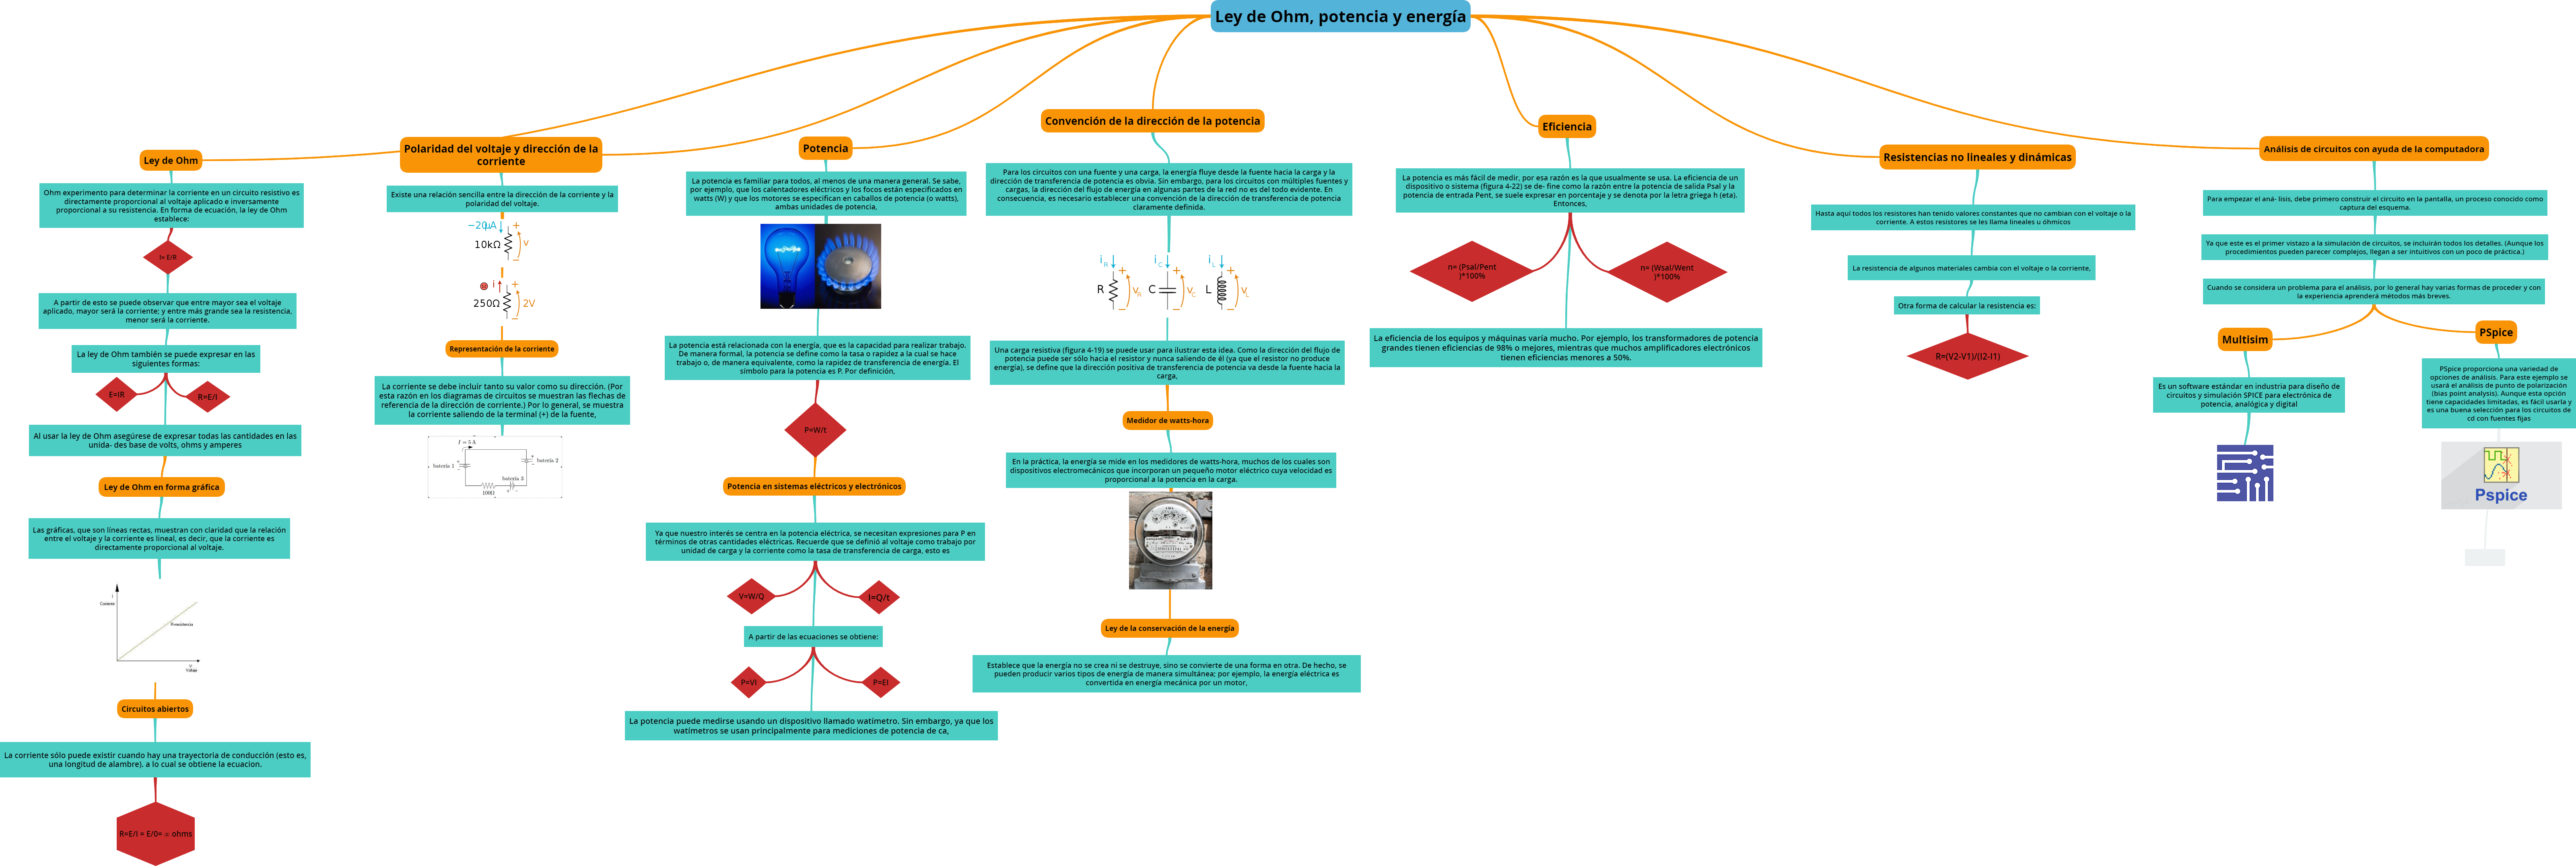 Ley de Ohm, potencia y energía
Ley de Ohm
Ohm experimento para determinar la corriente en un circuito resistivo es
directamente proporcional al voltaje aplicado e inversamente
proporcional a su resistencia. En forma de ecuación, la ley de Ohm
establece:
I= E/R
A partir de esto se puede observar que entre mayor sea el voltaje
aplicado, mayor será la corriente; y entre más grande sea la resistencia,
menor será la corriente.
La ley de Ohm también se puede expresar en las
siguientes formas:
E=IR
R=E/I
Al usar la ley de Ohm asegúrese de expresar todas las cantidades en las
unida- des base de volts, ohms y amperes
Ley de Ohm en forma gráfica
Las gráficas, que son líneas rectas, muestran con claridad que la relación
entre el voltaje y la corriente es lineal, es decir, que la corriente es
directamente proporcional al voltaje.
I
Corriente
V
Voltaje
Circuitos abiertos
La corriente sólo puede existir cuando hay una trayectoria de conducción (esto es,
una longitud de alambre). a lo cual se obtiene la ecuacion.
R=E/I = E/0= ∞ ohms
Polaridad del voltaje y dirección de la
corriente
Existe una relación sencilla entre la dirección de la corriente y la
polaridad del voltaje.
−20μA
+
10kΩ
v
−
i
+
250Ω
2V
−
Representación de la corriente
La corriente se debe incluir tanto su valor como su dirección. (Por
esta razón en los diagramas de circuitos se muestran las flechas de
referencia de la dirección de corriente.) Por lo general, se muestra
la corriente saliendo de la terminal (+) de la fuente,
I = 5 A
batería 1
+
−
+
−
batería 2
batería 3
100Ω
+
−
Potencia
La potencia es familiar para todos, al menos de una manera general. Se sabe,
por ejemplo, que los calentadores eléctricos y los focos están especificados en
watts (W) y que los motores se especifican en caballos de potencia (o watts),
ambas unidades de potencia,
La potencia está relacionada con la energía, que es la capacidad para realizar trabajo.
De manera formal, la potencia se define como la tasa o rapidez a la cual se hace
trabajo o, de manera equivalente, como la rapidez de transferencia de energía. El
símbolo para la potencia es P. Por definición,
P=W/t
Potencia en sistemas eléctricos y electrónicos
Ya que nuestro interés se centra en la potencia eléctrica, se necesitan expresiones para P en
términos de otras cantidades eléctricas. Recuerde que se definió al voltaje como trabajo por
unidad de carga y la corriente como la tasa de transferencia de carga, esto es
V=W/Q
I=Q/t
A partir de las ecuaciones se obtiene:
P=VI
P=EI
La potencia puede medirse usando un dispositivo llamado watímetro. Sin embargo, ya que los
watímetros se usan principalmente para mediciones de potencia de ca,
Convención de la dirección de la potencia
Para los circuitos con una fuente y una carga, la energía fluye desde la fuente hacia la carga y la
dirección de transferencia de potencia es obvia. Sin embargo, para los circuitos con múltiples fuentes y
cargas, la dirección del flujo de energía en algunas partes de la red no es del todo evidente. En
consecuencia, es necesario establecer una convención de la dirección de transferencia de potencia
claramente definida.
iR
iC
iL
+
+
+
R
vR
C
vC
L
vL
−
−
−
Una carga resistiva (figura 4-19) se puede usar para ilustrar esta idea. Como la dirección del flujo de
potencia puede ser sólo hacia el resistor y nunca saliendo de él (ya que el resistor no produce
energía), se define que la dirección positiva de transferencia de potencia va desde la fuente hacia la
carga,
Medidor de watts-hora
En la práctica, la energía se mide en los medidores de watts-hora, muchos de los cuales son
dispositivos electromecánicos que incorporan un pequeño motor eléctrico cuya velocidad es
proporcional a la potencia en la carga.
Ley de la conservación de la energía
Establece que la energía no se crea ni se destruye, sino se convierte de una forma en otra. De hecho, se
pueden producir varios tipos de energía de manera simultánea; por ejemplo, la energía eléctrica es
convertida en energía mecánica por un motor,
Eficiencia
La potencia es más fácil de medir, por esa razón es la que usualmente se usa. La eficiencia de un
dispositivo o sistema (figura 4-22) se de- fine como la razón entre la potencia de salida Psal y la
potencia de entrada Pent, se suele expresar en porcentaje y se denota por la letra griega h (eta).
Entonces,
n= (Psal/Pent
)*100%
n= (Wsal/Went
)*100%
La eficiencia de los equipos y máquinas varía mucho. Por ejemplo, los transformadores de potencia
grandes tienen eficiencias de 98% o mejores, mientras que muchos amplificadores electrónicos
tienen eficiencias menores a 50%.
Resistencias no lineales y dinámicas
Hasta aquí todos los resistores han tenido valores constantes que no cambian con el voltaje o la
corriente. A estos resistores se les llama lineales u óhmicos
La resistencia de algunos materiales cambia con el voltaje o la corriente,
Otra forma de calcular la resistencia es:
R=(V2-V1)/(I2-I1)
Análisis de circuitos con ayuda de la computadora
Para empezar el aná- lisis, debe primero construir el circuito en la pantalla, un proceso conocido como
captura del esquema.
Ya que este es el primer vistazo a la simulación de circuitos, se incluirán todos los detalles. (Aunque los
procedimientos pueden parecer complejos, llegan a ser intuitivos con un poco de práctica.)
Cuando se considera un problema para el análisis, por lo general hay varias formas de proceder y con
la experiencia aprenderá métodos más breves.
Multisim
Es un software estándar en industria para diseño de
circuitos y simulación SPICE para electrónica de
potencia, analógica y digital
PSpice
PSpice proporciona una variedad de
opciones de análisis. Para este ejemplo se
usará el análisis de punto de polarización
(bias point analysis). Aunque esta opción
tiene capacidades limitadas, es fácil usarla y
es una buena selección para los circuitos de
cd con fuentes fijas
Pspice